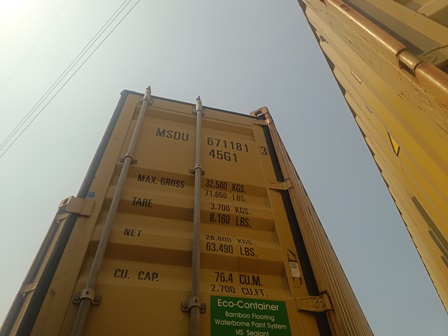 MSDU 671181 3
45G1
MAX. GROSS 32.500 KGS.
71.650 LBS.
TARE 3.700 KGS.
8.160 LBS.
NET 28.800 KGS.
63.490 LBS.
CU. CAP. 76.4 CU.M.
2.700 CU.FT.
Eco-Container
Bamboo Flooring
Waterborne Paint System
MS Sealant